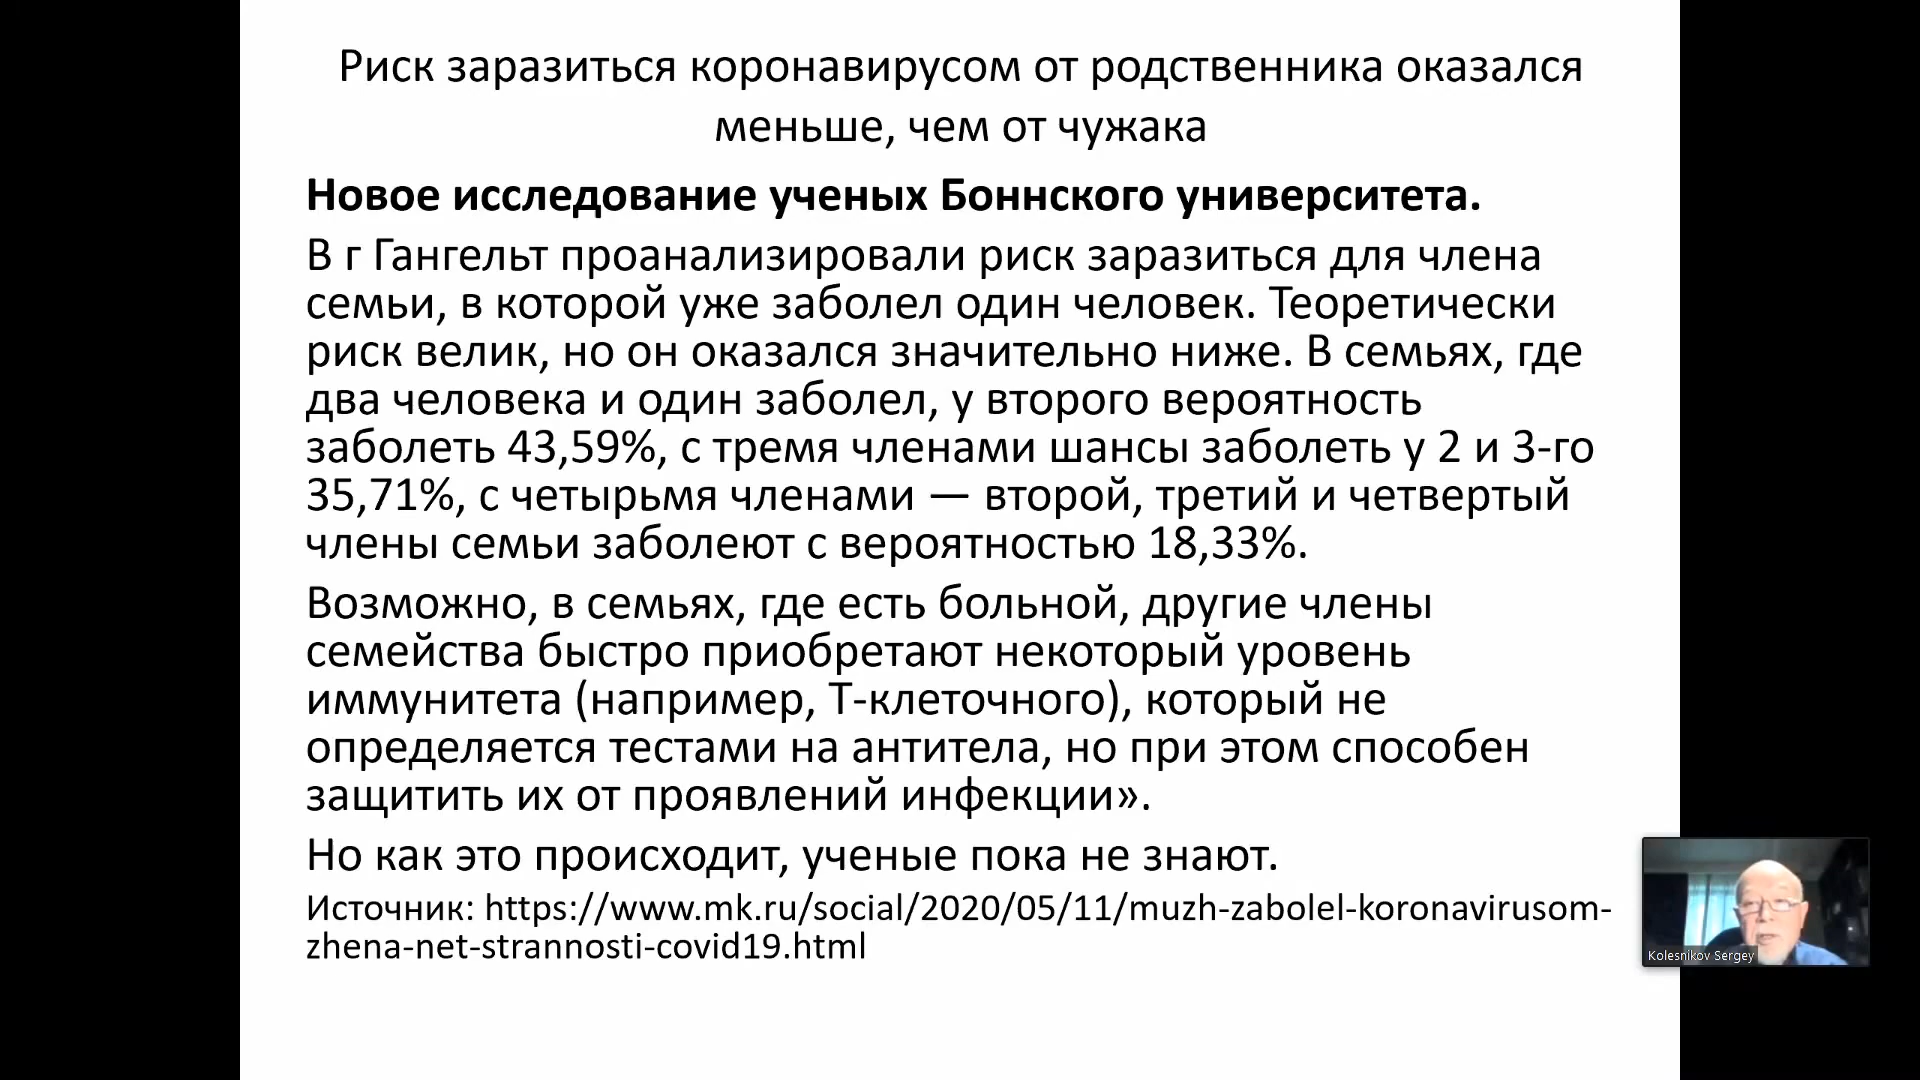 Риск заразиться коронавирусом от родственника оказался
меньше, чем от чужака
Новое исследование ученых Боннского университета.
В г Гангельт проанализировали риск заразиться для члена
семьи, в которой уже заболел один человек. Теоретически
риск велик, но он оказался значительно ниже. В семьях, где
два человека и один заболел, у второго вероятность
заболеть 43,59%, с тремя членами шансы заболеть у 2 и 3-го
35,71%, с четырьмя членами — второй, третий и четвертый
члены семьи заболеют с вероятностью 18,33%.
Возможно, в семьях, где есть больной, другие члены
семейства быстро приобретают некоторый уровень
иммунитета (например, Т-клеточного), который не
определяется тестами на антитела, но при этом способен
защитить их от проявлений инфекции».
Но как это происходит, ученые пока не знают.
Источник: https://www.mk.ru/social/2020/05/11/muzh-zabolel-koronavirusom-
zhena-net-strannosti-covid19.html
Kolesnikov Sergey